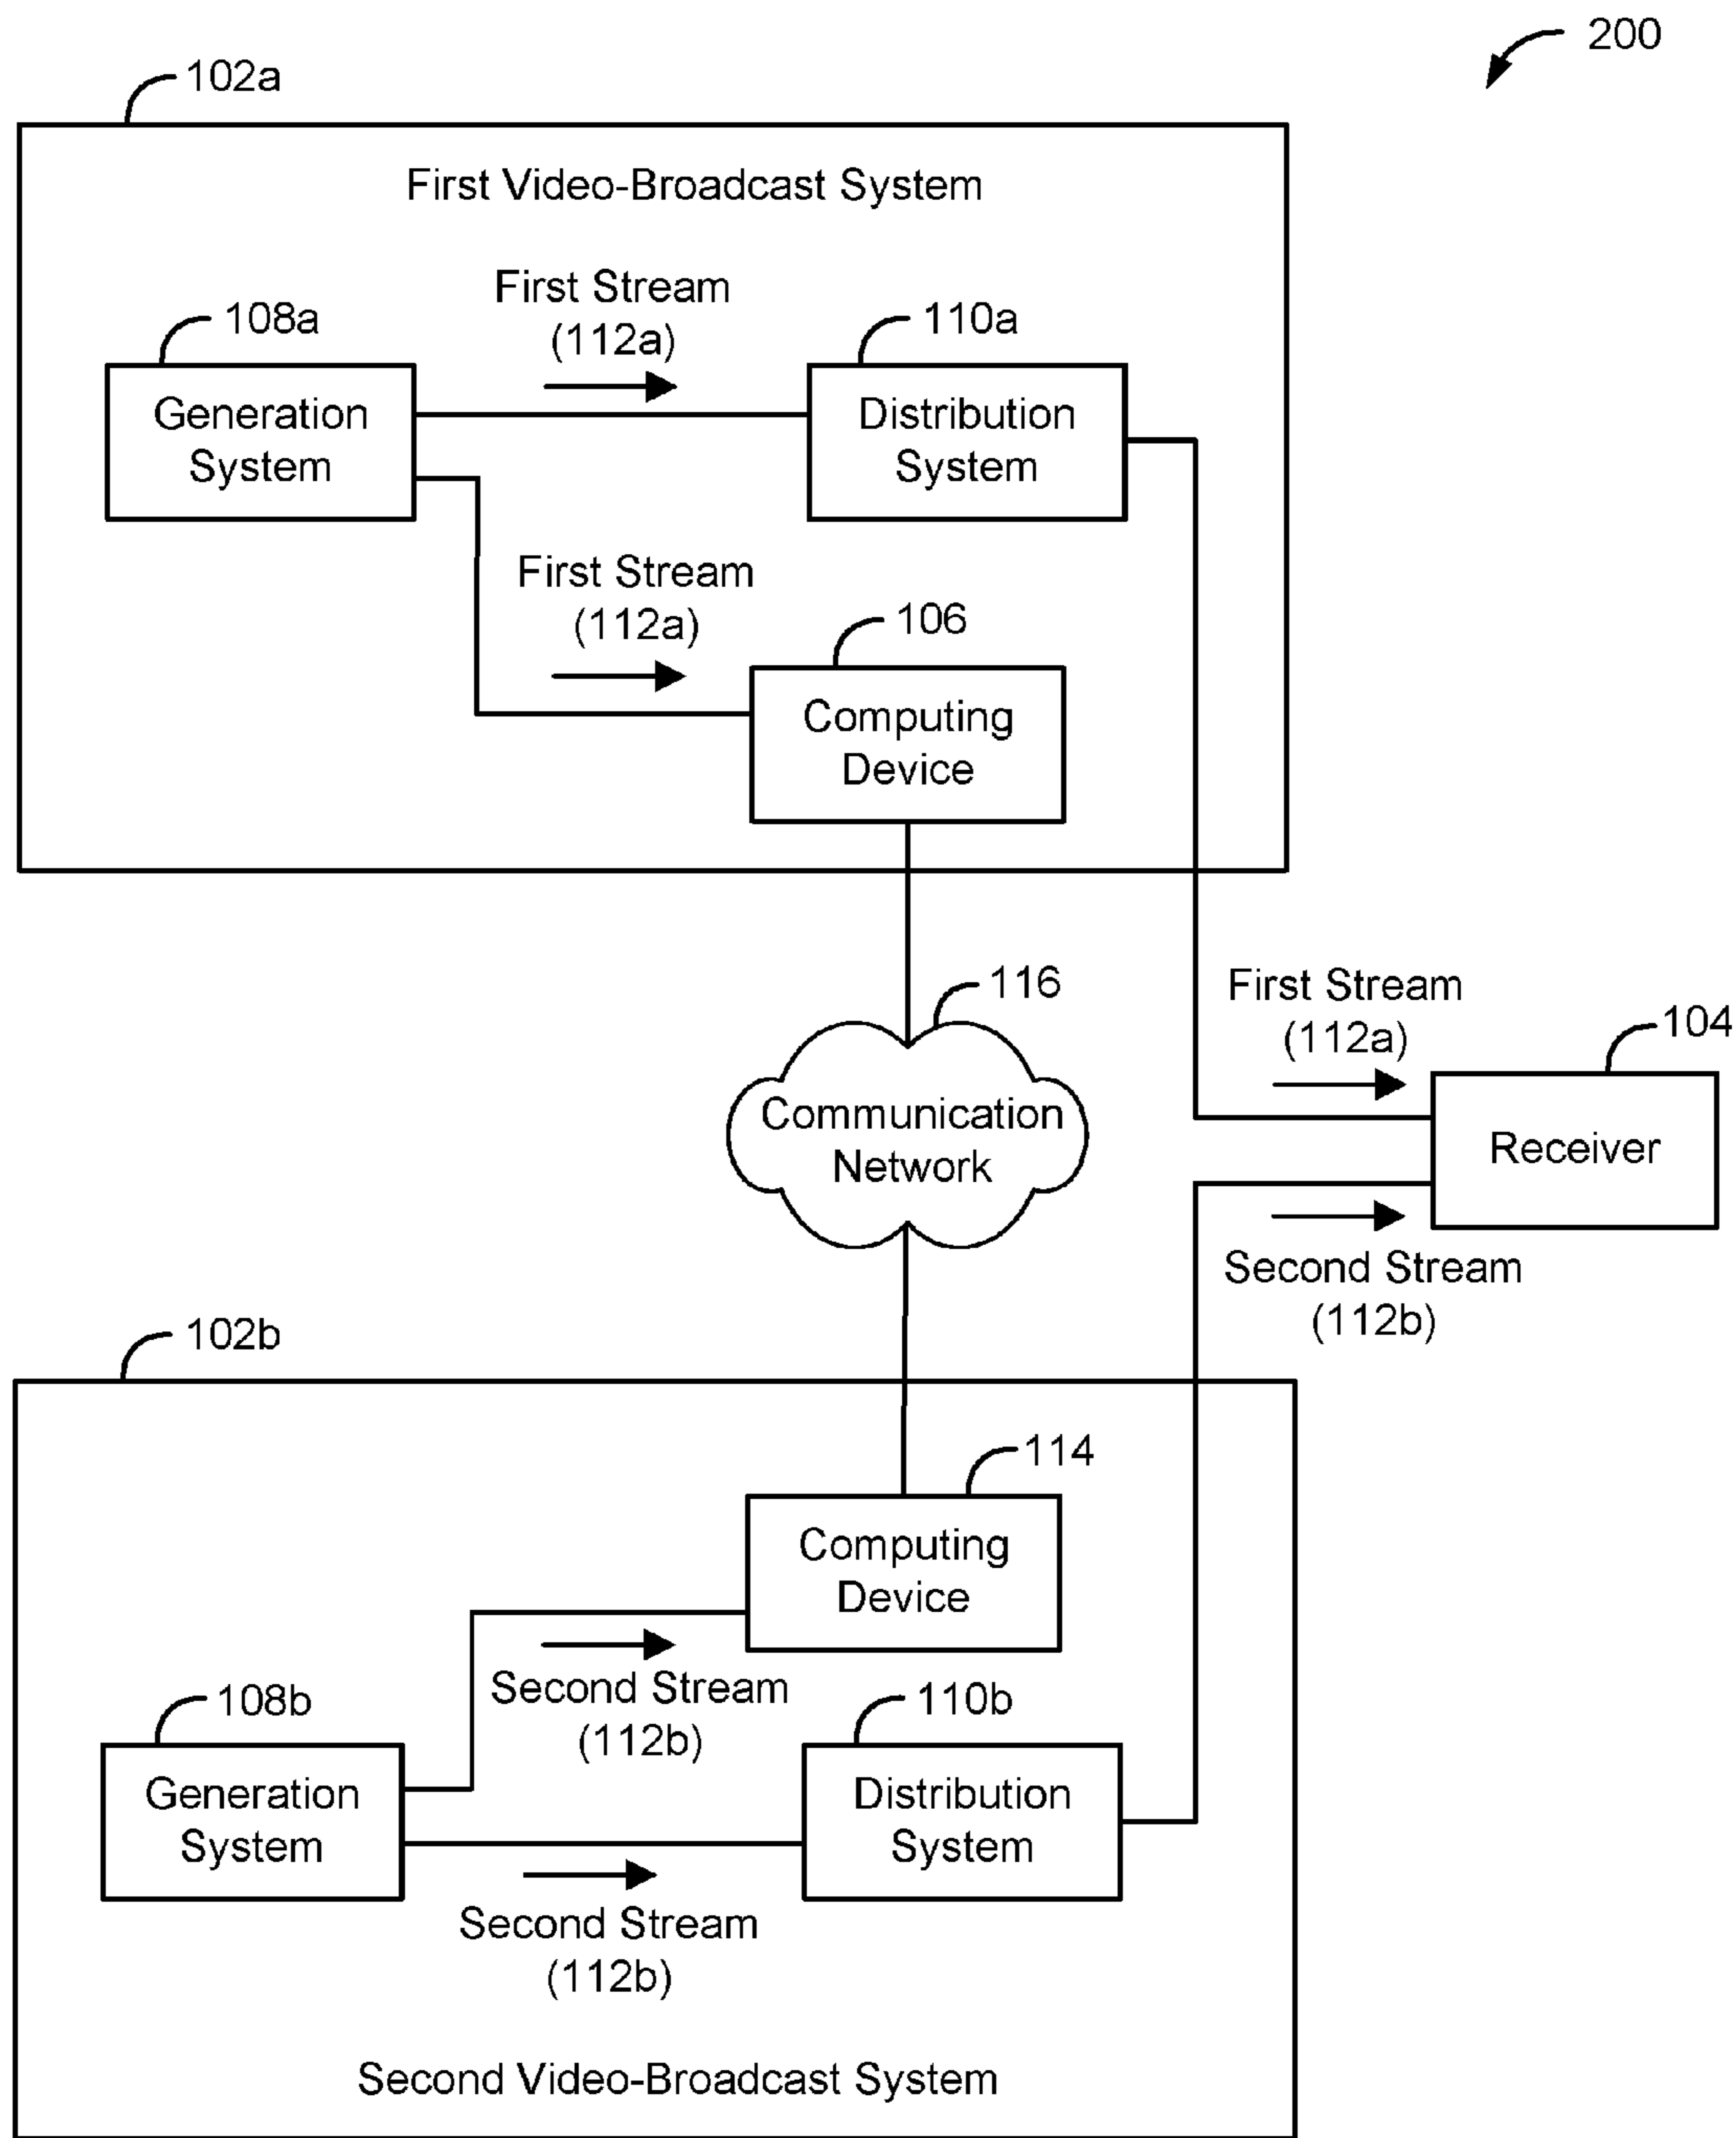 200
102a
First Video-Broadcast System
First Stream
(112a)
108a
110a
Generation
System
Distribution
System
First Stream
(112a)
106
Computing
Device
116
First Stream
(112a)
104
Communication
Network
Receiver
Second Stream
(112b)
102b
114
Computing
Device
Second Stream
(112b)
108b
110b
Generation
System
Distribution
System
Second Stream
(112b)
Second Video-Broadcast System